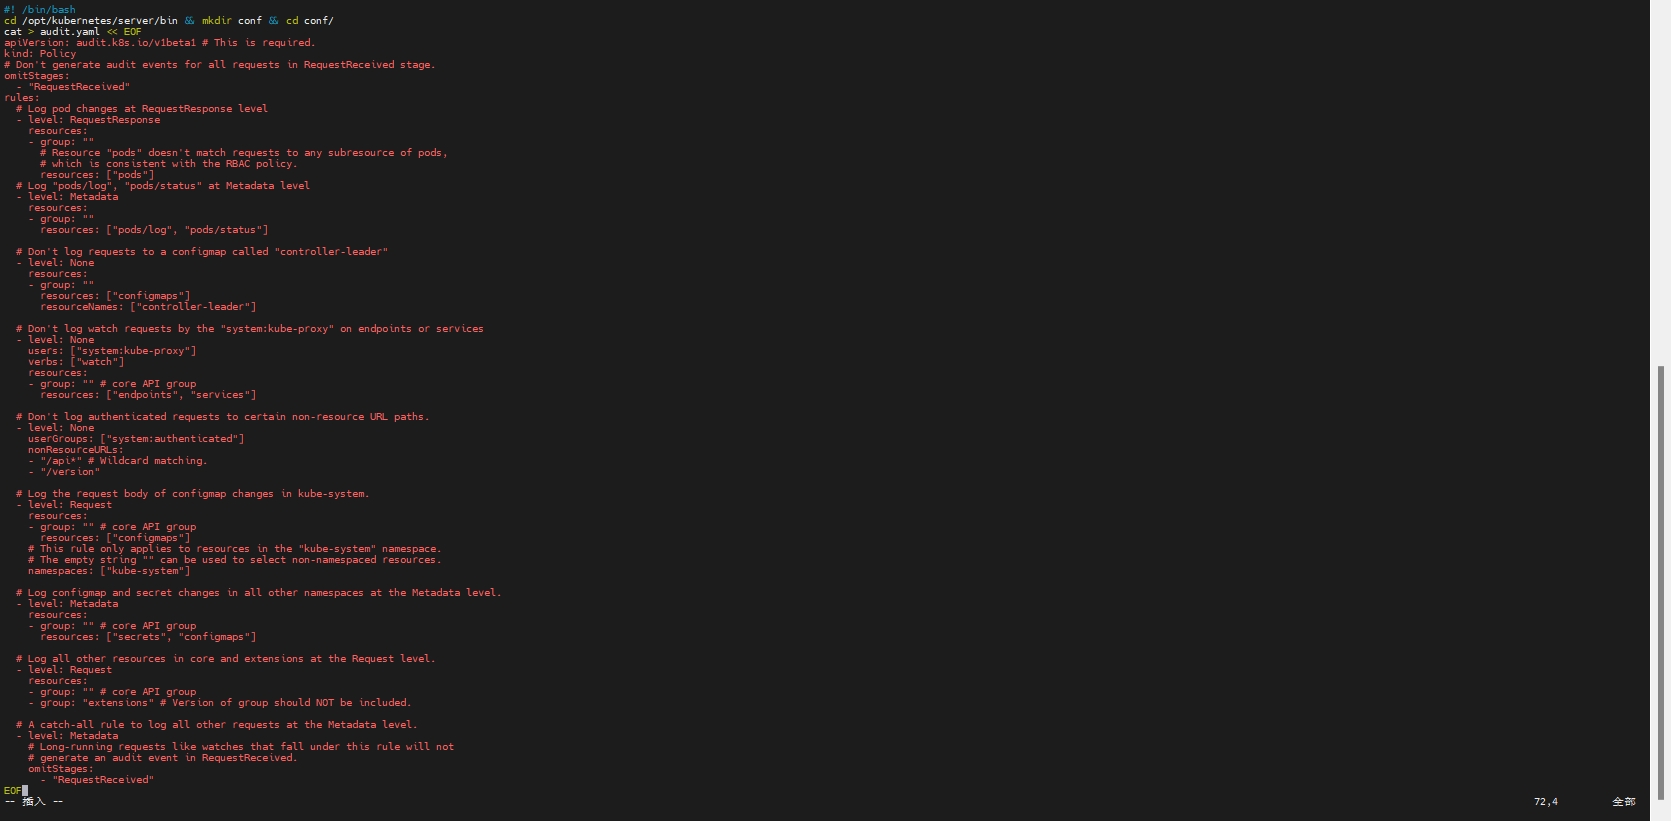 #! /bin/bash
cd /opt/kubernetes/server/bin && mkdir conf && cd conf/
cat > audit.yaml << EOF
apiVersion: audit.k8s.io/v1beta1 # This is required.
kind: Policy
# Don't generate audit events for all requests in RequestReceived stage.
omitStages:
  - "RequestReceived"
rules:
  # Log pod changes at RequestResponse level
  - level: RequestResponse
    resources:
    - group: ""
      # Resource "pods" doesn't match requests to any subresource of pods,
      # which is consistent with the RBAC policy.
      resources: ["pods"]
  # Log "pods/log", "pods/status" at Metadata level
  - level: Metadata
    resources:
    - group: ""
      resources: ["pods/log", "pods/status"]

  # Don't log requests to a configmap called "controller-leader"
  - level: None
    resources:
    - group: ""
      resources: ["configmaps"]
      resourceNames: ["controller-leader"]

  # Don't log watch requests by the "system:kube-proxy" on endpoints or services
  - level: None
    users: ["system:kube-proxy"]
    verbs: ["watch"]
    resources:
    - group: "" # core API group
      resources: ["endpoints", "services"]

  # Don't log authenticated requests to certain non-resource URL paths.
  - level: None
    userGroups: ["system:authenticated"]
    nonResourceURLs:
    - "/api*" # Wildcard matching.
    - "/version"

  # Log the request body of configmap changes in kube-system.
  - level: Request
    resources:
    - group: "" # core API group
      resources: ["configmaps"]
    # This rule only applies to resources in the "kube-system" namespace.
    # The empty string "" can be used to select non-namespaced resources.
    namespaces: ["kube-system"]

  # Log configmap and secret changes in all other namespaces at the Metadata level.
  - level: Metadata
    resources:
    - group: "" # core API group
      resources: ["secrets", "configmaps"]

  # Log all other resources in core and extensions at the Request level.
  - level: Request
    resources:
    - group: "" # core API group
    - group: "extensions" # Version of group should NOT be included.

  # A catch-all rule to log all other requests at the Metadata level.
  - level: Metadata
    # Long-running requests like watches that fall under this rule will not
    # generate an audit event in RequestReceived.
    omitStages:
      - "RequestReceived"
EOF
-- 插入 -- 72,4 全部